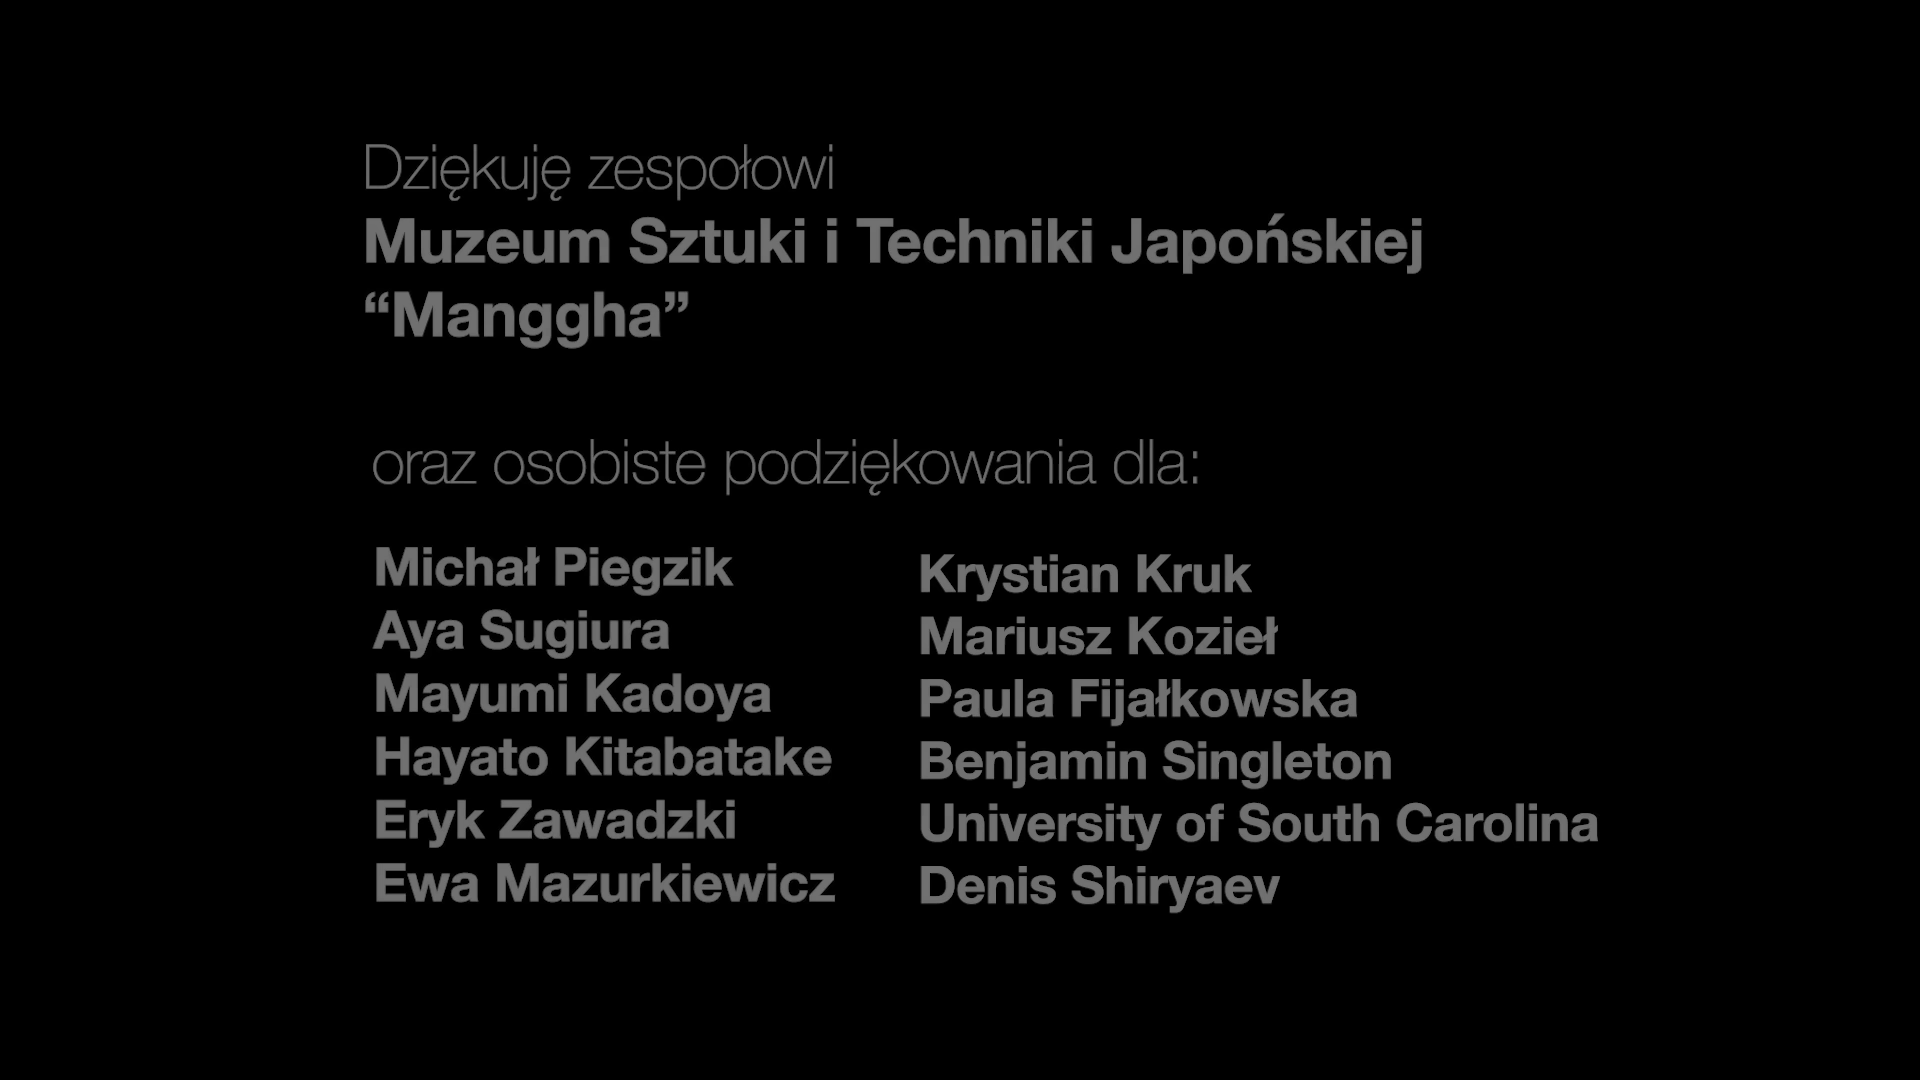 Dziękuję zespołowi
Muzeum Sztuki i Techniki Japońskiej
“Manggha”
oraz osobiste podziękowania dla:
Michał Piegzik
Aya Sugiura
Mayumi Kadoya
Hayato Kitabatake
Eryk Zawadzki
Ewa Mazurkiewicz
Krystian Kruk
Mariusz Kozieł
Paula Fijałkowska
Benjamin Singleton
University of South Carolina
Denis Shiryaev